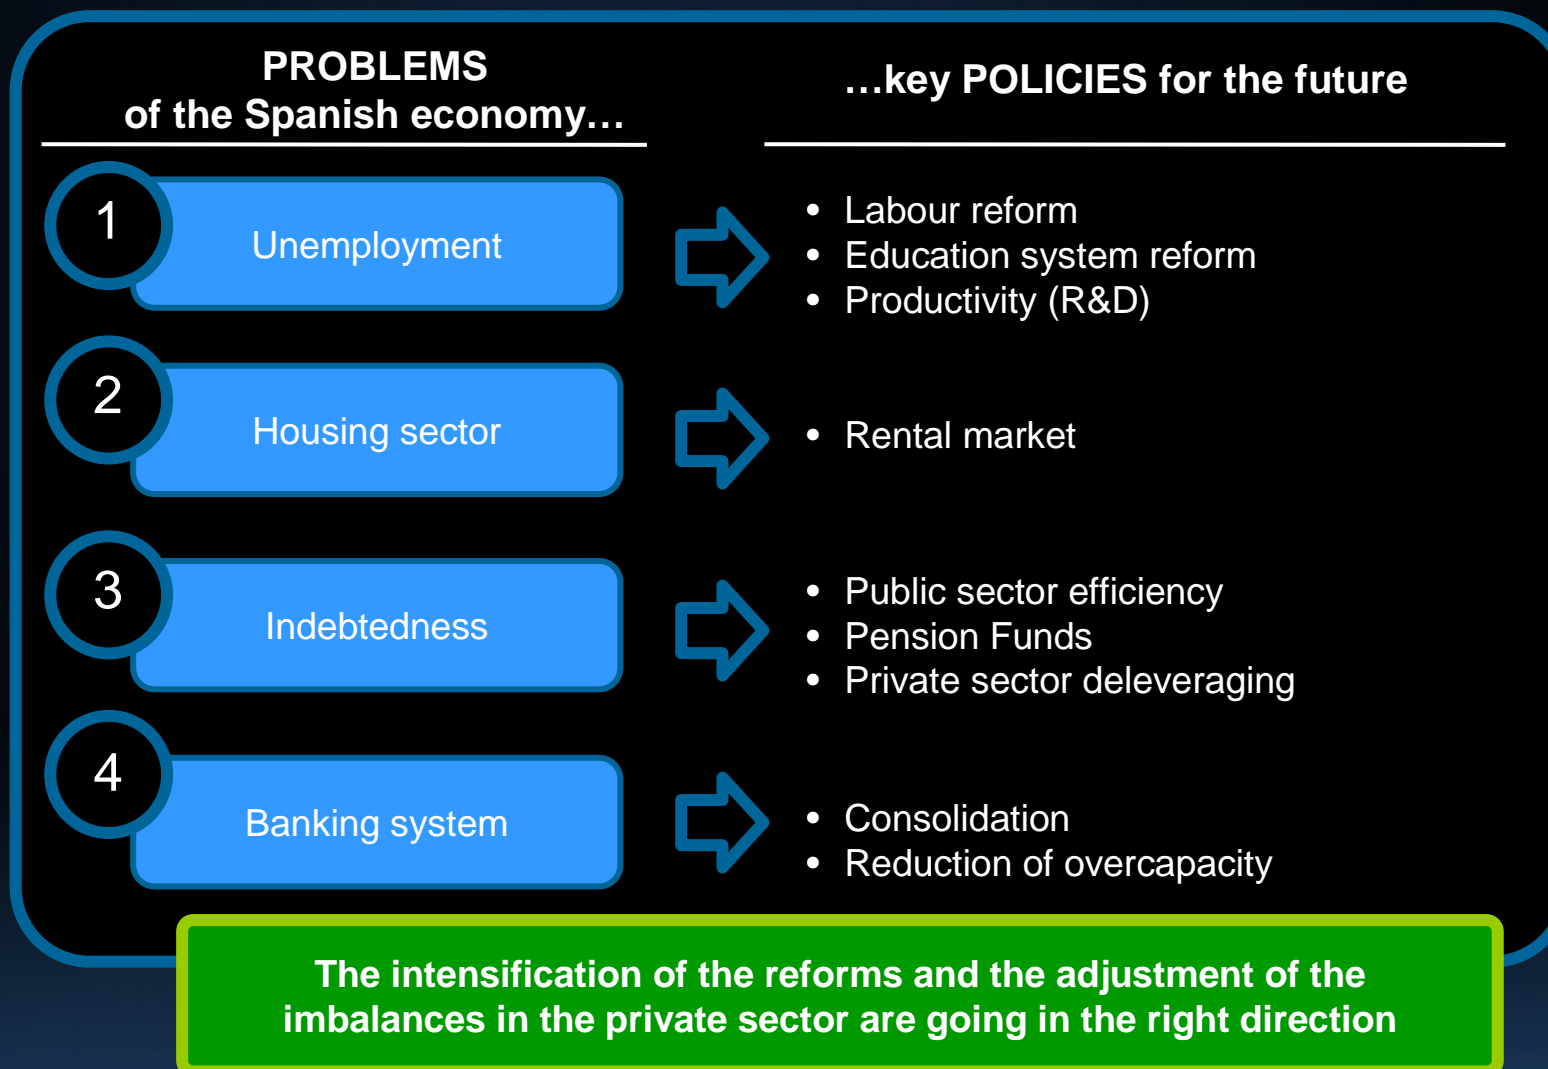 PROBLEMS
of the Spanish economy…
…key POLICIES for the future
1
Unemployment
• Labour reform
• Education system reform
• Productivity (R&D)
2
Housing sector
• Rental market
3
Indebtedness
• Public sector efficiency
• Pension Funds
• Private sector deleveraging
4
Banking system
• Consolidation
• Reduction of overcapacity
The intensification of the reforms and the adjustment of the
imbalances in the private sector are going in the right direction